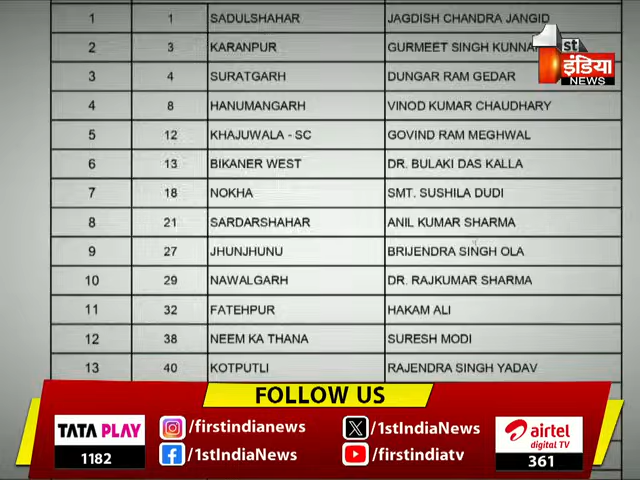 1 1 SADULSHAHAR JAGDISH CHANDRA JANGID
2 3 KARANPUR GURMEET SINGH
3 4 SURATGARH DUNGAR RAM GEDAR
4 8 HANUMANGARH VINOD KUMAR CHAUDHARY
5 12 KHAJUWALA - SC GOVIND RAM MEGHWAL
6 13 BIKANER WEST DR. BULAKI DAS KALLA
7 18 NOKHA SMT. SUSHILA DUDI
8 21 SARDARSHAHAR ANIL KUMAR SHARMA
9 27 JHUNJHUNU BRIJENDRA SINGH OLA
10 29 NAWALGARH DR. RAJKUMAR SHARMA
11 32 FATEHPUR HAKAM ALI
12 38 NEEM KA THANA SURESH MODI
13 40 KOTPUTLI RAJENDRA SINGH YADAV
1st
इंडिया
NEWS
FOLLOW US
TATA PLAY
1182
/firstindianews
/1stIndiaNews
/1stIndiaNews
/firstindiatv
airtel
digital TV
361